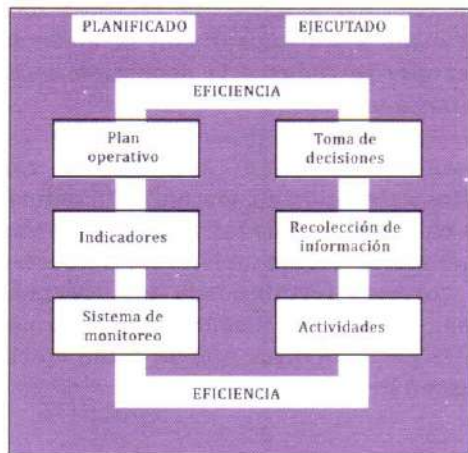 PLANIFICADO
EJECUTADO
EFICIENCIA
Plan
operativo
Toma de
decisiones
Indicadores
Recolección de
información
Sistema de
monitoreo
Actividades
EFICIENCIA